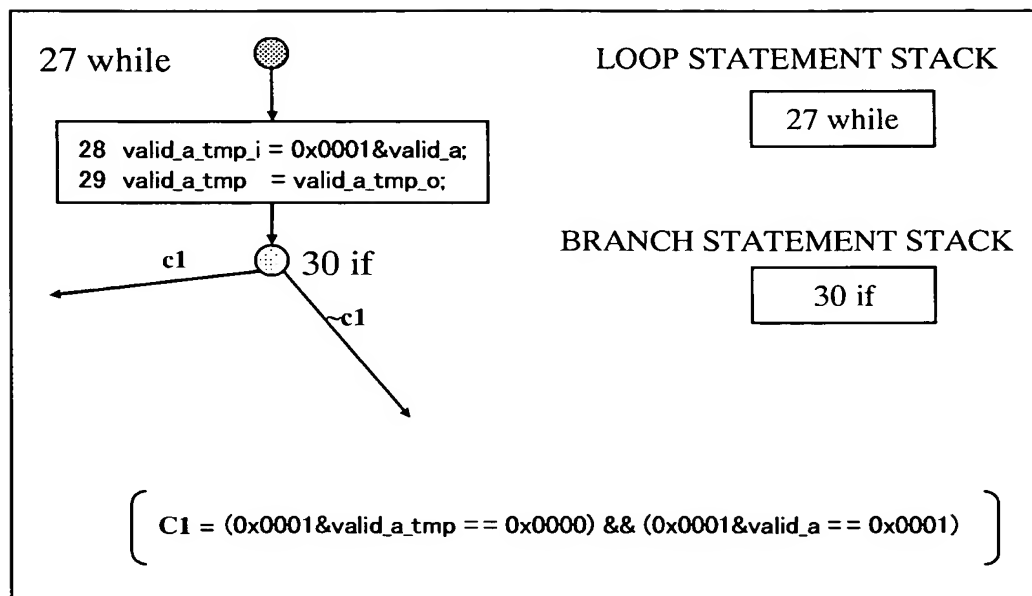 27 while
28 valid_a_tmp_i = 0x0001&valid_a;
29 valid_a_tmp = valid_a_tmp_o;
c1
30 if
~c1
LOOP STATEMENT STACK
27 while
BRANCH STATEMENT STACK
30 if
C1 = (0x0001&valid_a_tmp == 0x0000) && (0x0001&valid_a == 0x0001)